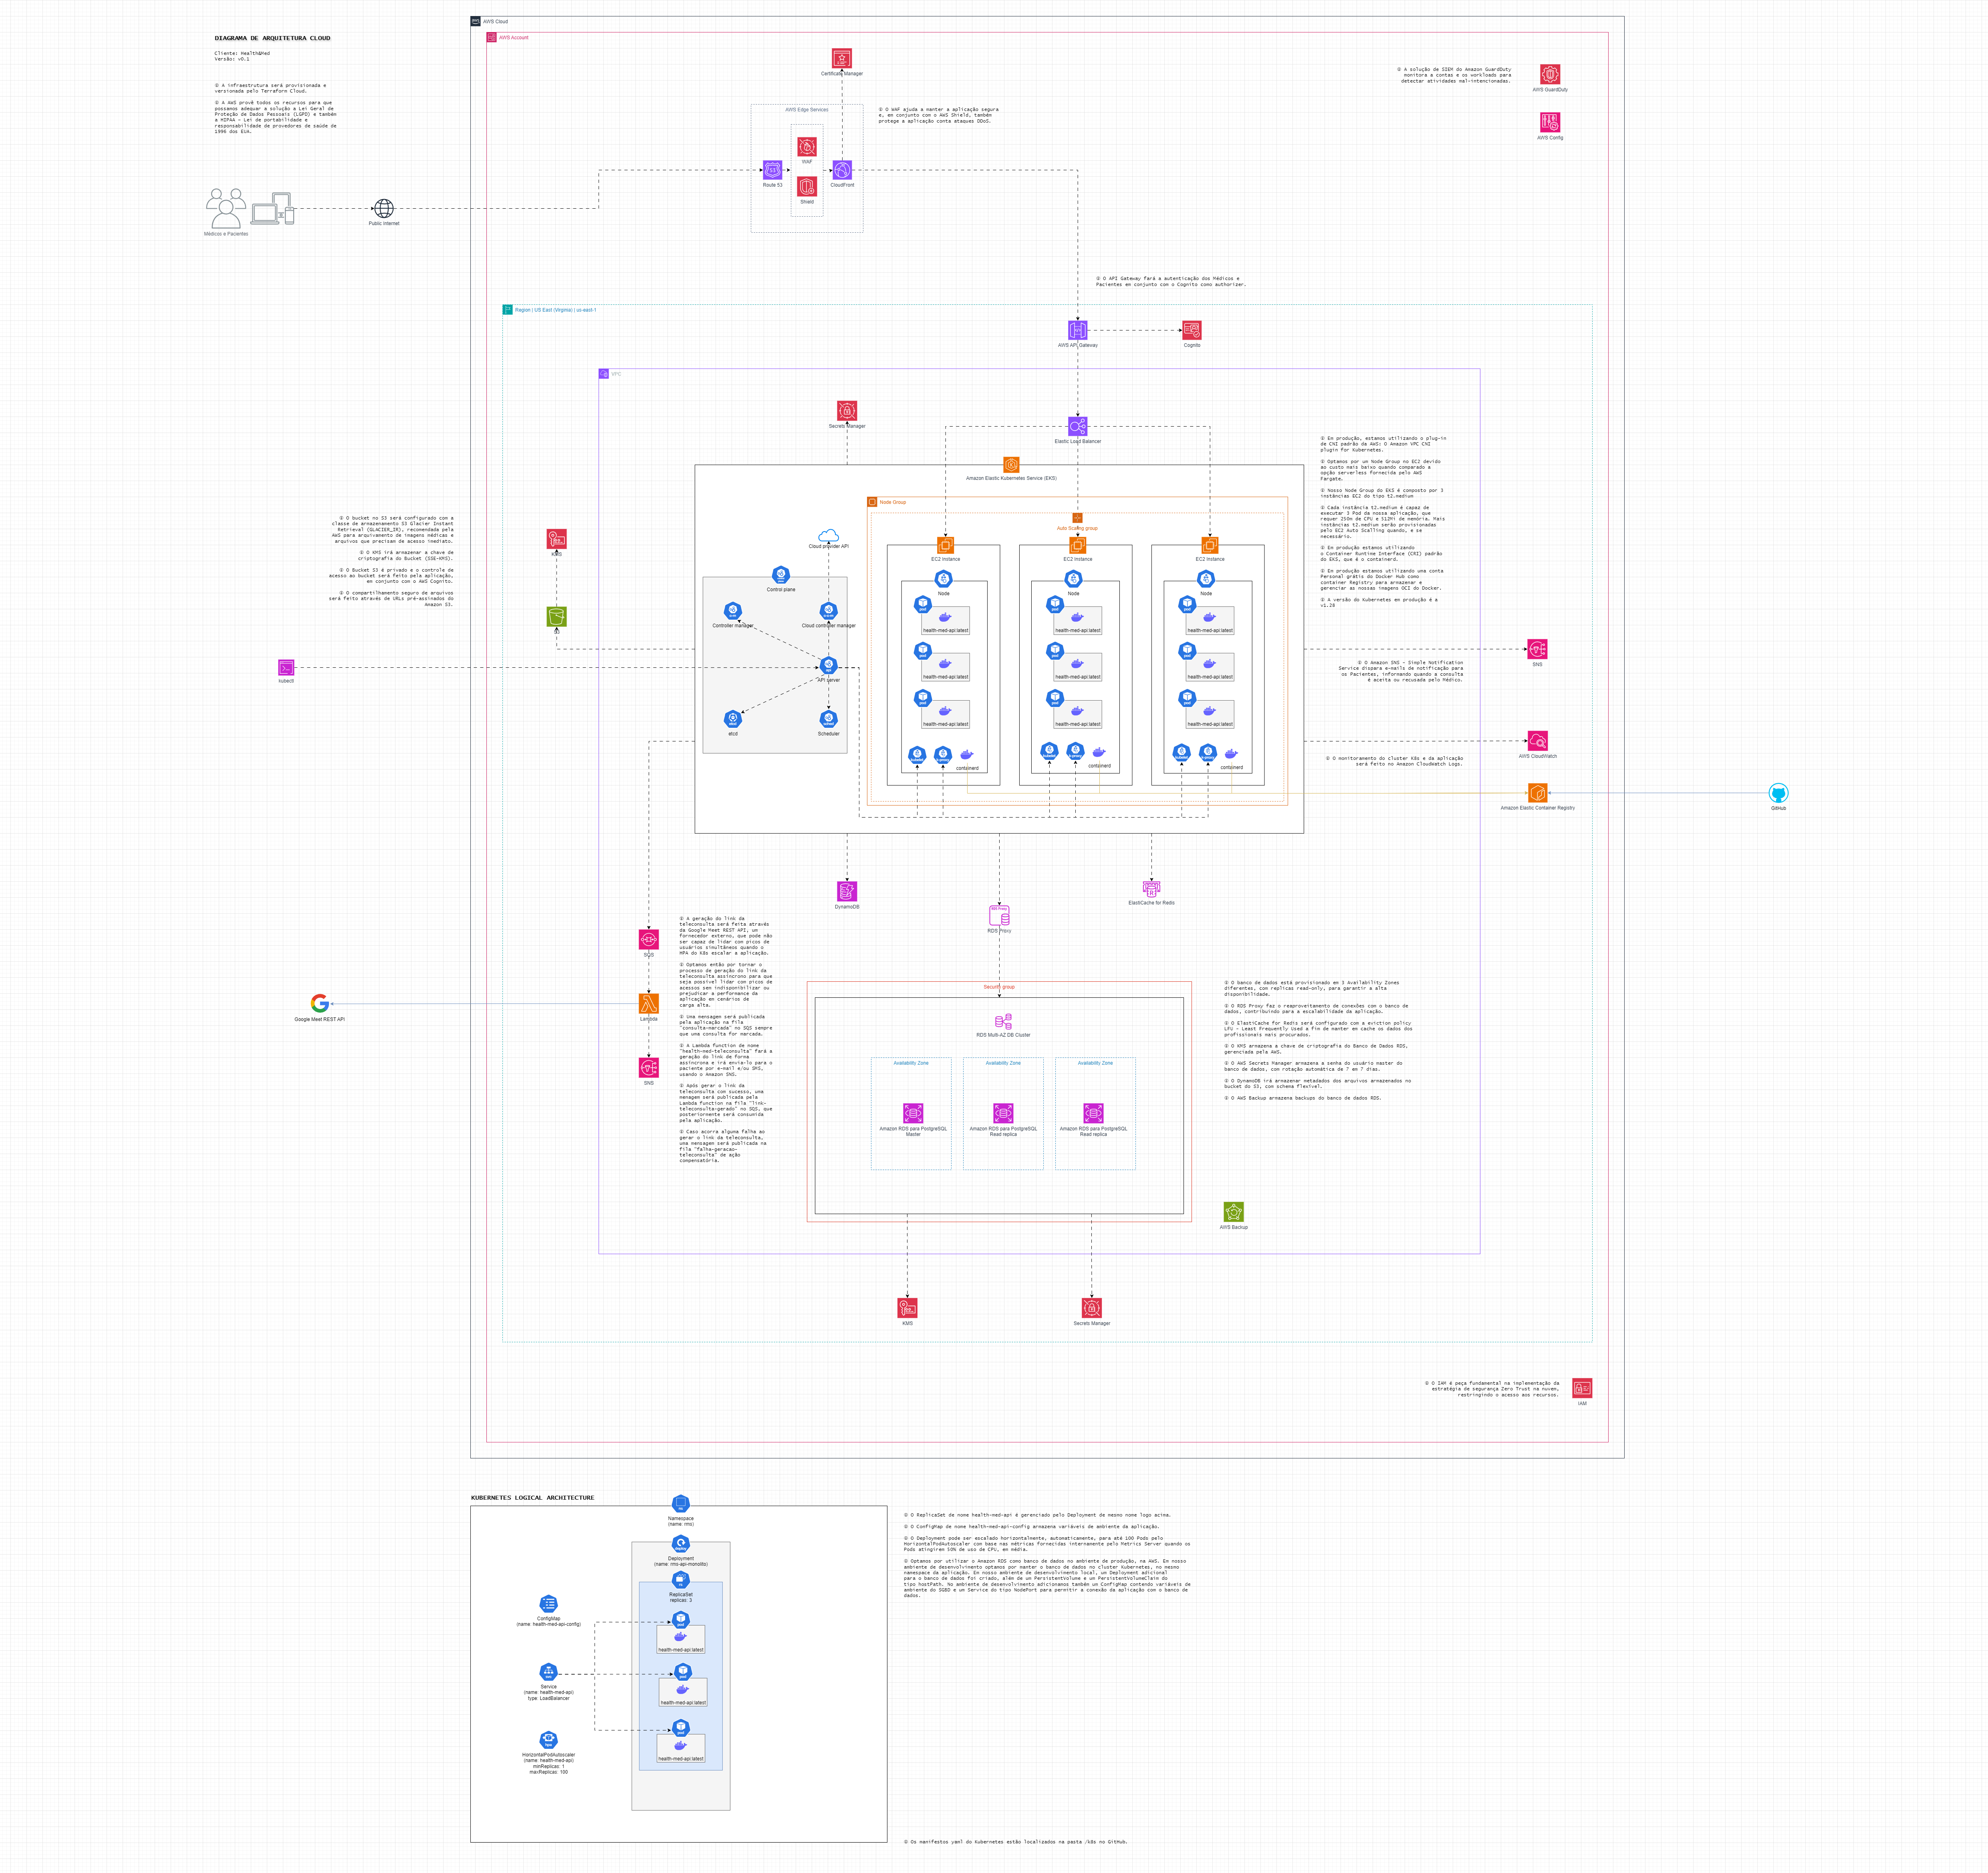 DIAGRAMA DE ARQUITETURA CLOUD
Cliente: Health&Med
Versão: v0.1
① A infraestrutura será provisionada e
versionada pelo Terraform Cloud.
② A AWS provê todos os recursos para que
possamos adequar a solução a Lei Geral de
Proteção de Dados Pessoais (LGPD) e também
a HIPAA - Lei de portabilidade e
responsabilidade de provedores de saúde de
1996 dos EUA.
Médicos e Pacientes
Public Internet
AWS Cloud
AWS Account
Certificate Manager
AWS Edge Services
Route 53
WAF
Shield
CloudFront
① O WAF ajuda a manter a aplicação segura
e, em conjunto com o AWS Shield, também
protege a aplicação conta ataques DDoS.
① A solução de SIEM do Amazon GuardDuty
monitora a contas e os workloads para
detectar atividades mal-intencionadas.
AWS GuardDuty
AWS Config
① O API Gateway fará a autenticação dos Médicos e
Pacientes em conjunto com o Cognito como authorizer.
Region | US East (Virginia) | us-east-1
AWS API Gateway
Cognito
VPC
Secrets Manager
Elastic Load Balancer
Amazon Elastic Kubernetes Service (EKS)
① Em produção, estamos utilizando o plug-in
de CNI padrão da AWS: O Amazon VPC CNI
plugin for Kubernetes.
② Optamos por um Node Group no EC2 devido
ao custo mais baixo quando comparado a
opção serverless fornecida pelo AWS
Fargate.
③ Nosso Node Group do EKS é composto por 3
instâncias EC2 do tipo t2.medium
④ Cada instância t2.medium é capaz de
executar 3 Pod da nossa aplicação, que
requer 250m de CPU e 512Mi de memória. Mais
instâncias t2.medium serão provisionadas
pelo EC2 Auto Scalling quando, e se
necessário.
⑤ Em produção estamos utilizando
o Container Runtime Interface (CRI) padrão
do EKS, que é o containerd.
⑥ Em produção estamos utilizando uma conta
Personal grátis do Docker Hub como
container Registry para armazenar e
gerenciar as nossas imagens OCI do Docker.
⑦ A versão do Kubernetes em produção é a
v1.28
① O bucket no S3 será configurado com a
classe de armazenamento S3 Glacier Instant
Retrieval (GLACIER_IR), recomendada pela
AWS para arquivamento de imagens médicas e
arquivos que precisam de acesso imediato.
② O KMS irá armazenar a chave de
criptografia do Bucket (SSE-KMS).
③ O Bucket S3 é privado e o controle de
acesso ao bucket será feito pela aplicação,
em conjunto com o AWS Cognito.
④ O compartilhamento seguro de arquivos
será feito através de URLs pré-assinados do
Amazon S3.
KMS
S3
kubectl
Control plane
Cloud provider API
Controller manager
Cloud controller manager
API server
etcd
Scheduler
Node Group
Auto Scaling group
EC2 Instance
EC2 Instance
EC2 Instance
Node
Node
Node
health-med-api:latest
health-med-api:latest
health-med-api:latest
health-med-api:latest
health-med-api:latest
health-med-api:latest
health-med-api:latest
health-med-api:latest
health-med-api:latest
containerd
containerd
containerd
SNS
① O Amazon SNS - Simple Notification
Service dispara e-mails de notificação para
os Pacientes, informando quando a consulta
é aceita ou recusada pelo Médico.
AWS CloudWatch
① O monitoramento do cluster K8s e da aplicação
será feito no Amazon CloudWatch Logs.
Amazon Elastic Container Registry
GitHub
DynamoDB
RDS Proxy
RDS Proxy
ElastiCache for Redis
SQS
Lambda
SNS
Google Meet REST API
① A geração do link da
teleconsulta será feita através
da Google Meet REST API, um
fornecedor externo, que pode não
ser capaz de lidar com picos de
usuários simultâneos quando o
HPA do K8s escalar a aplicação.
② Optamos então por tornar o
processo de geração do link da
teleconsulta assíncrono para que
seja possível lidar com picos de
acessos sem indisponibilizar ou
prejudicar a performance da
aplicação em cenários de
carga alta.
③ Uma mensagem será publicada
pela aplicação na fila
"consulta-marcada" no SQS sempre
que uma consulta for marcada.
④ A Lambda function de nome
"health-med-teleconsulta" fará a
geração do link de forma
assíncrona e irá enviá-lo para o
paciente por e-mail e/ou SMS,
usando o Amazon SNS.
⑤ Após gerar o link da
teleconsulta com sucesso, uma
menagem será publicada pela
Lambda function na fila "link-
teleconsulta-gerado" no SQS, que
posteriormente será consumida
pela aplicação.
⑥ Caso acorra alguma falha ao
gerar o link da teleconsulta,
uma mensagem será publicada na
fila "falha-geracao-
teleconsulta" de ação
compensatória.
Security group
RDS Multi-AZ DB Cluster
Availability Zone
Availability Zone
Availability Zone
Amazon RDS para PostgreSQL
Master
Amazon RDS para PostgreSQL
Read replica
Amazon RDS para PostgreSQL
Read replica
① O banco de dados está provisionado em 3 Availability Zones
diferentes, com replicas read-only, para garantir a alta
disponibilidade.
② O RDS Proxy faz o reaproveitamento de conexões com o banco de
dados, contribuindo para a escalabilidade da aplicação.
③ O ElastiCache for Redis será configurado com a eviction policy
LFU - Least Frequently Used a fim de manter em cache os dados dos
profissionais mais procurados.
④ O KMS armazena a chave de criptografia do Banco de Dados RDS,
gerenciada pela AWS.
⑤ O AWS Secrets Manager armazena a senha do usuário master do
banco de dados, com rotação automática de 7 em 7 dias.
⑥ O DynamoDB irá armazenar metadados dos arquivos armazenados no
bucket do S3, com schema flexível.
⑦ O AWS Backup armazena backups do banco de dados RDS.
AWS Backup
KMS
Secrets Manager
① O IAM é peça fundamental na implementação da
estratégia de segurança Zero Trust na nuvem,
restringindo o acesso aos recursos.
IAM
KUBERNETES LOGICAL ARCHITECTURE
Namespace
(name: rms)
Deployment
(name: rms-api-monolito)
ReplicaSet
replicas: 3
ConfigMap
(name: health-med-api-config)
Service
(name: health-med-api)
type: LoadBalancer
HorizontalPodAutoscaler
(name: health-med-api)
minReplicas: 1
maxReplicas: 100
health-med-api:latest
health-med-api:latest
health-med-api:latest
① O ReplicaSet de nome health-med-api é gerenciado pelo Deployment de mesmo nome logo acima.
② O ConfigMap de nome health-med-api-config armazena variáveis de ambiente da aplicação.
③ O Deployment pode ser escalado horizontalmente, automaticamente, para até 100 Pods pelo
HorizontalPodAutoscaler com base nas métricas fornecidas internamente pelo Metrics Server quando os
Pods atingirem 50% de uso de CPU, em média.
④ Optamos por utilizar o Amazon RDS como banco de dados no ambiente de produção, na AWS. Em nosso
ambiente de desenvolvimento optamos por manter o banco de dados no cluster Kubernetes, no mesmo
namespace da aplicação. Em nosso ambiente de desenvolvimento local, um Deployment adicional
para o banco de dados foi criado, além de um PersistentVolume e um PersistentVolumeClaim do
tipo hostPath. No ambiente de desenvolvimento adicionamos também um ConfigMap contendo variáveis de
ambiente do SGBD e um Service do tipo NodePort para permitir a conexão da aplicação com o banco de
dados.
① Os manifestos yaml do Kubernetes estão localizados na pasta /k8s no GitHub.